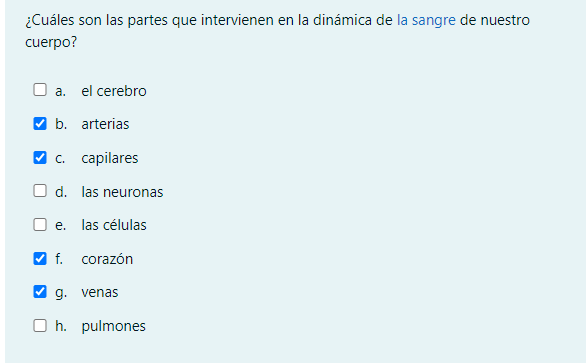 ¿Cuáles son las partes que intervienen en la dinámica de la sangre de nuestro
cuerpo?
a. el cerebro
b. arterias
c. capilares
d. las neuronas
e. las células
f. corazón
g. venas
h. pulmones